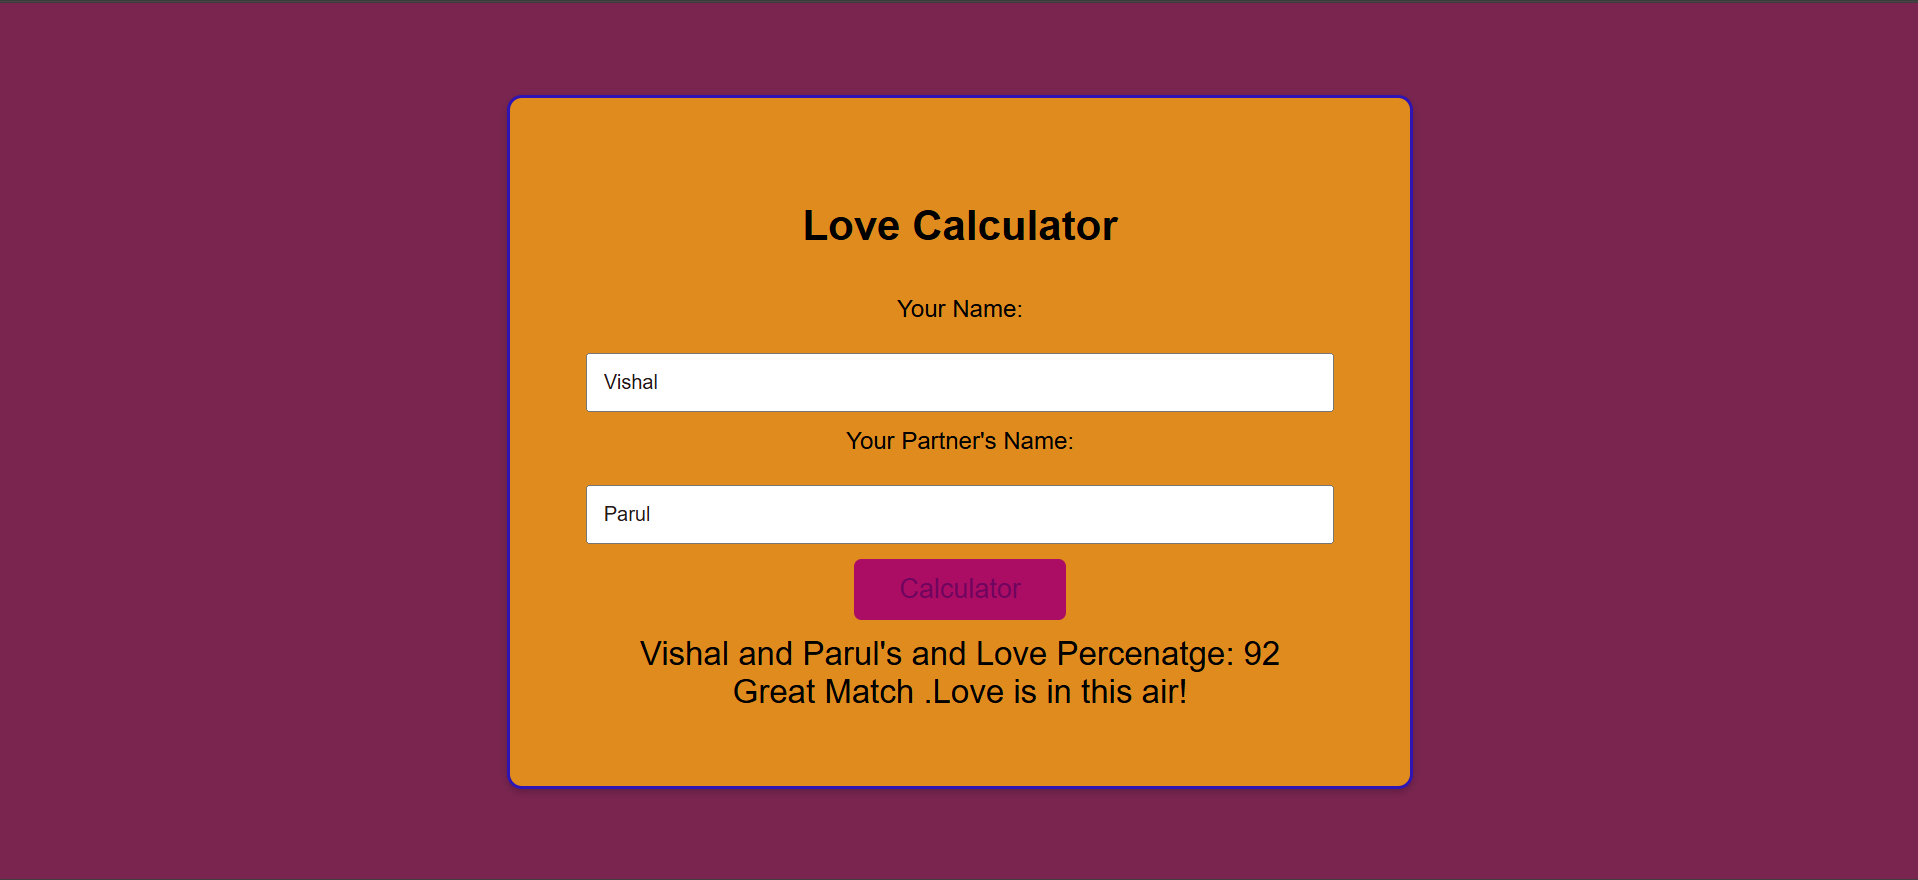 Love Calculator
Your Name:
Vishal
Your Partner's Name:
Parul
Calculator
Vishal and Parul's and Love Percenatge: 92
Great Match .Love is in this air!